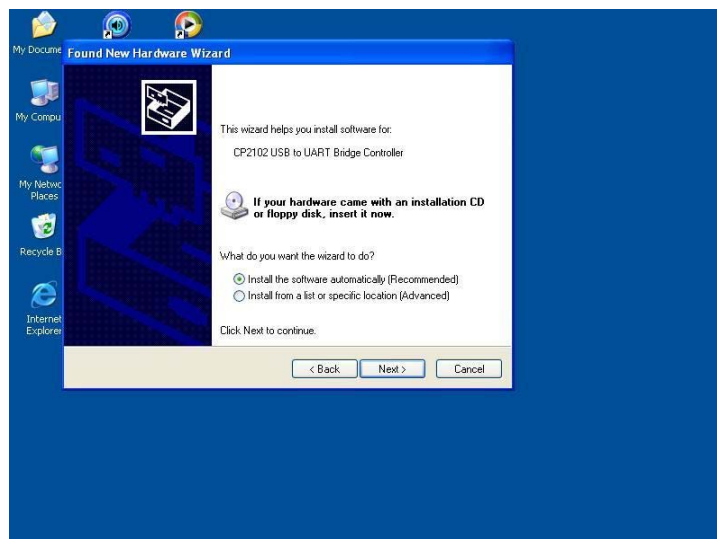 My Docume
Found New Hardware Wizard
My Compu
This wizard helps you install software for:
CP2102 USB to UART Bridge Controller
My Netwo
Places
If your hardware came with an installation CD
or floppy disk, insert it now.
Recycle B
What do you want the wizard to do?
Install the software automatically (Recommended)
Install from a list or specific location (Advanced)
Internet
Explorer
Click Next to continue.
< Back
Next >
Cancel